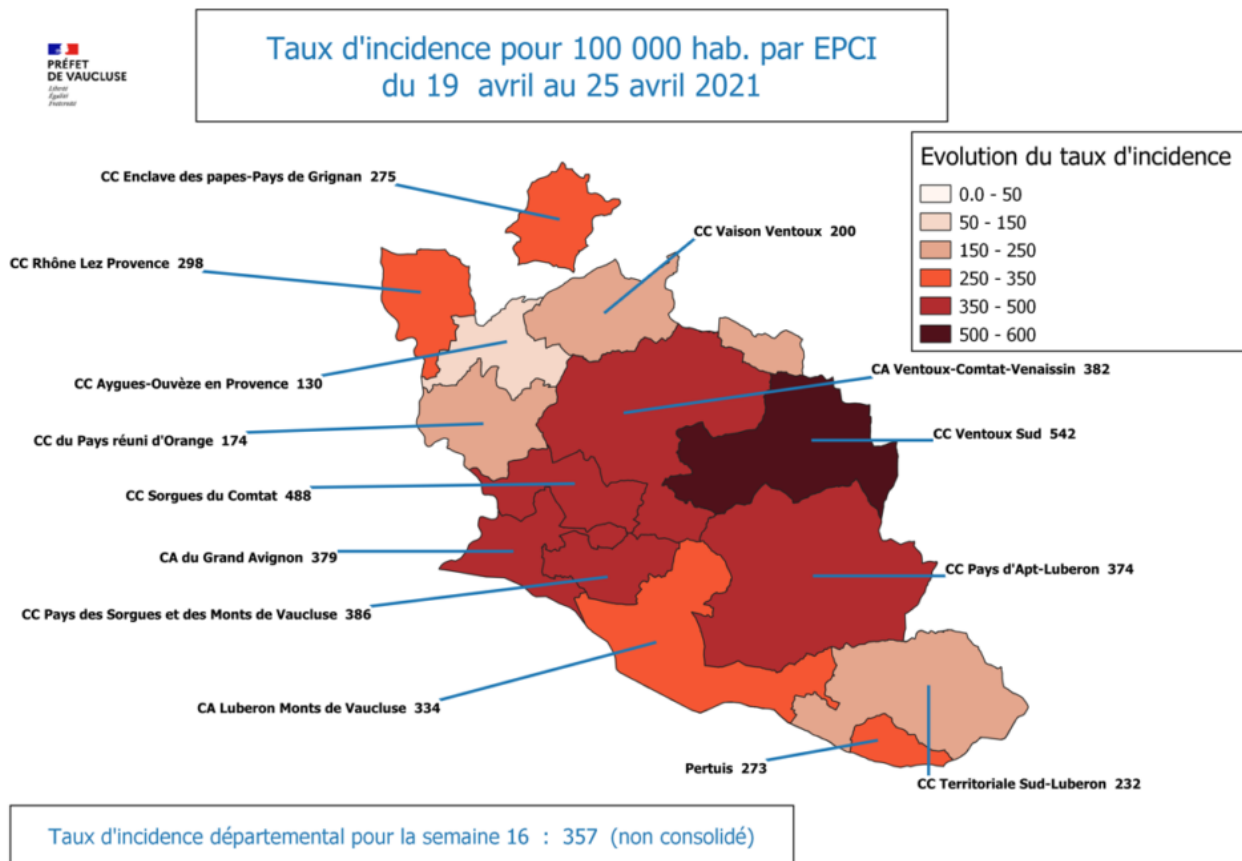 PRÉFET
DE VAUCLUSE
Liberté
Égalité
Fraternité
Taux d'incidence pour 100 000 hab. par EPCI
du 19 avril au 25 avril 2021
Evolution du taux d'incidence
0.0 - 50
50 - 150
150 - 250
250 - 350
350 - 500
500 - 600
CC Enclave des papes-Pays de Grignan 275
CC Vaison Ventoux 200
CC Rhône Lez Provence 298
CA Ventoux-Comtat-Venaissin 382
CC Aygues-Ouvèze en Provence 130
CC du Pays réuni d'Orange 174
CC Ventoux Sud 542
CC Sorgues du Comtat 488
CA du Grand Avignon 379
CC Pays d'Apt-Luberon 374
CC Pays des Sorgues et des Monts de Vaucluse 386
CA Luberon Monts de Vaucluse 334
Pertuis 273
CC Territoriale Sud-Luberon 232
Taux d'incidence départemental pour la semaine 16 : 357 (non consolidé)